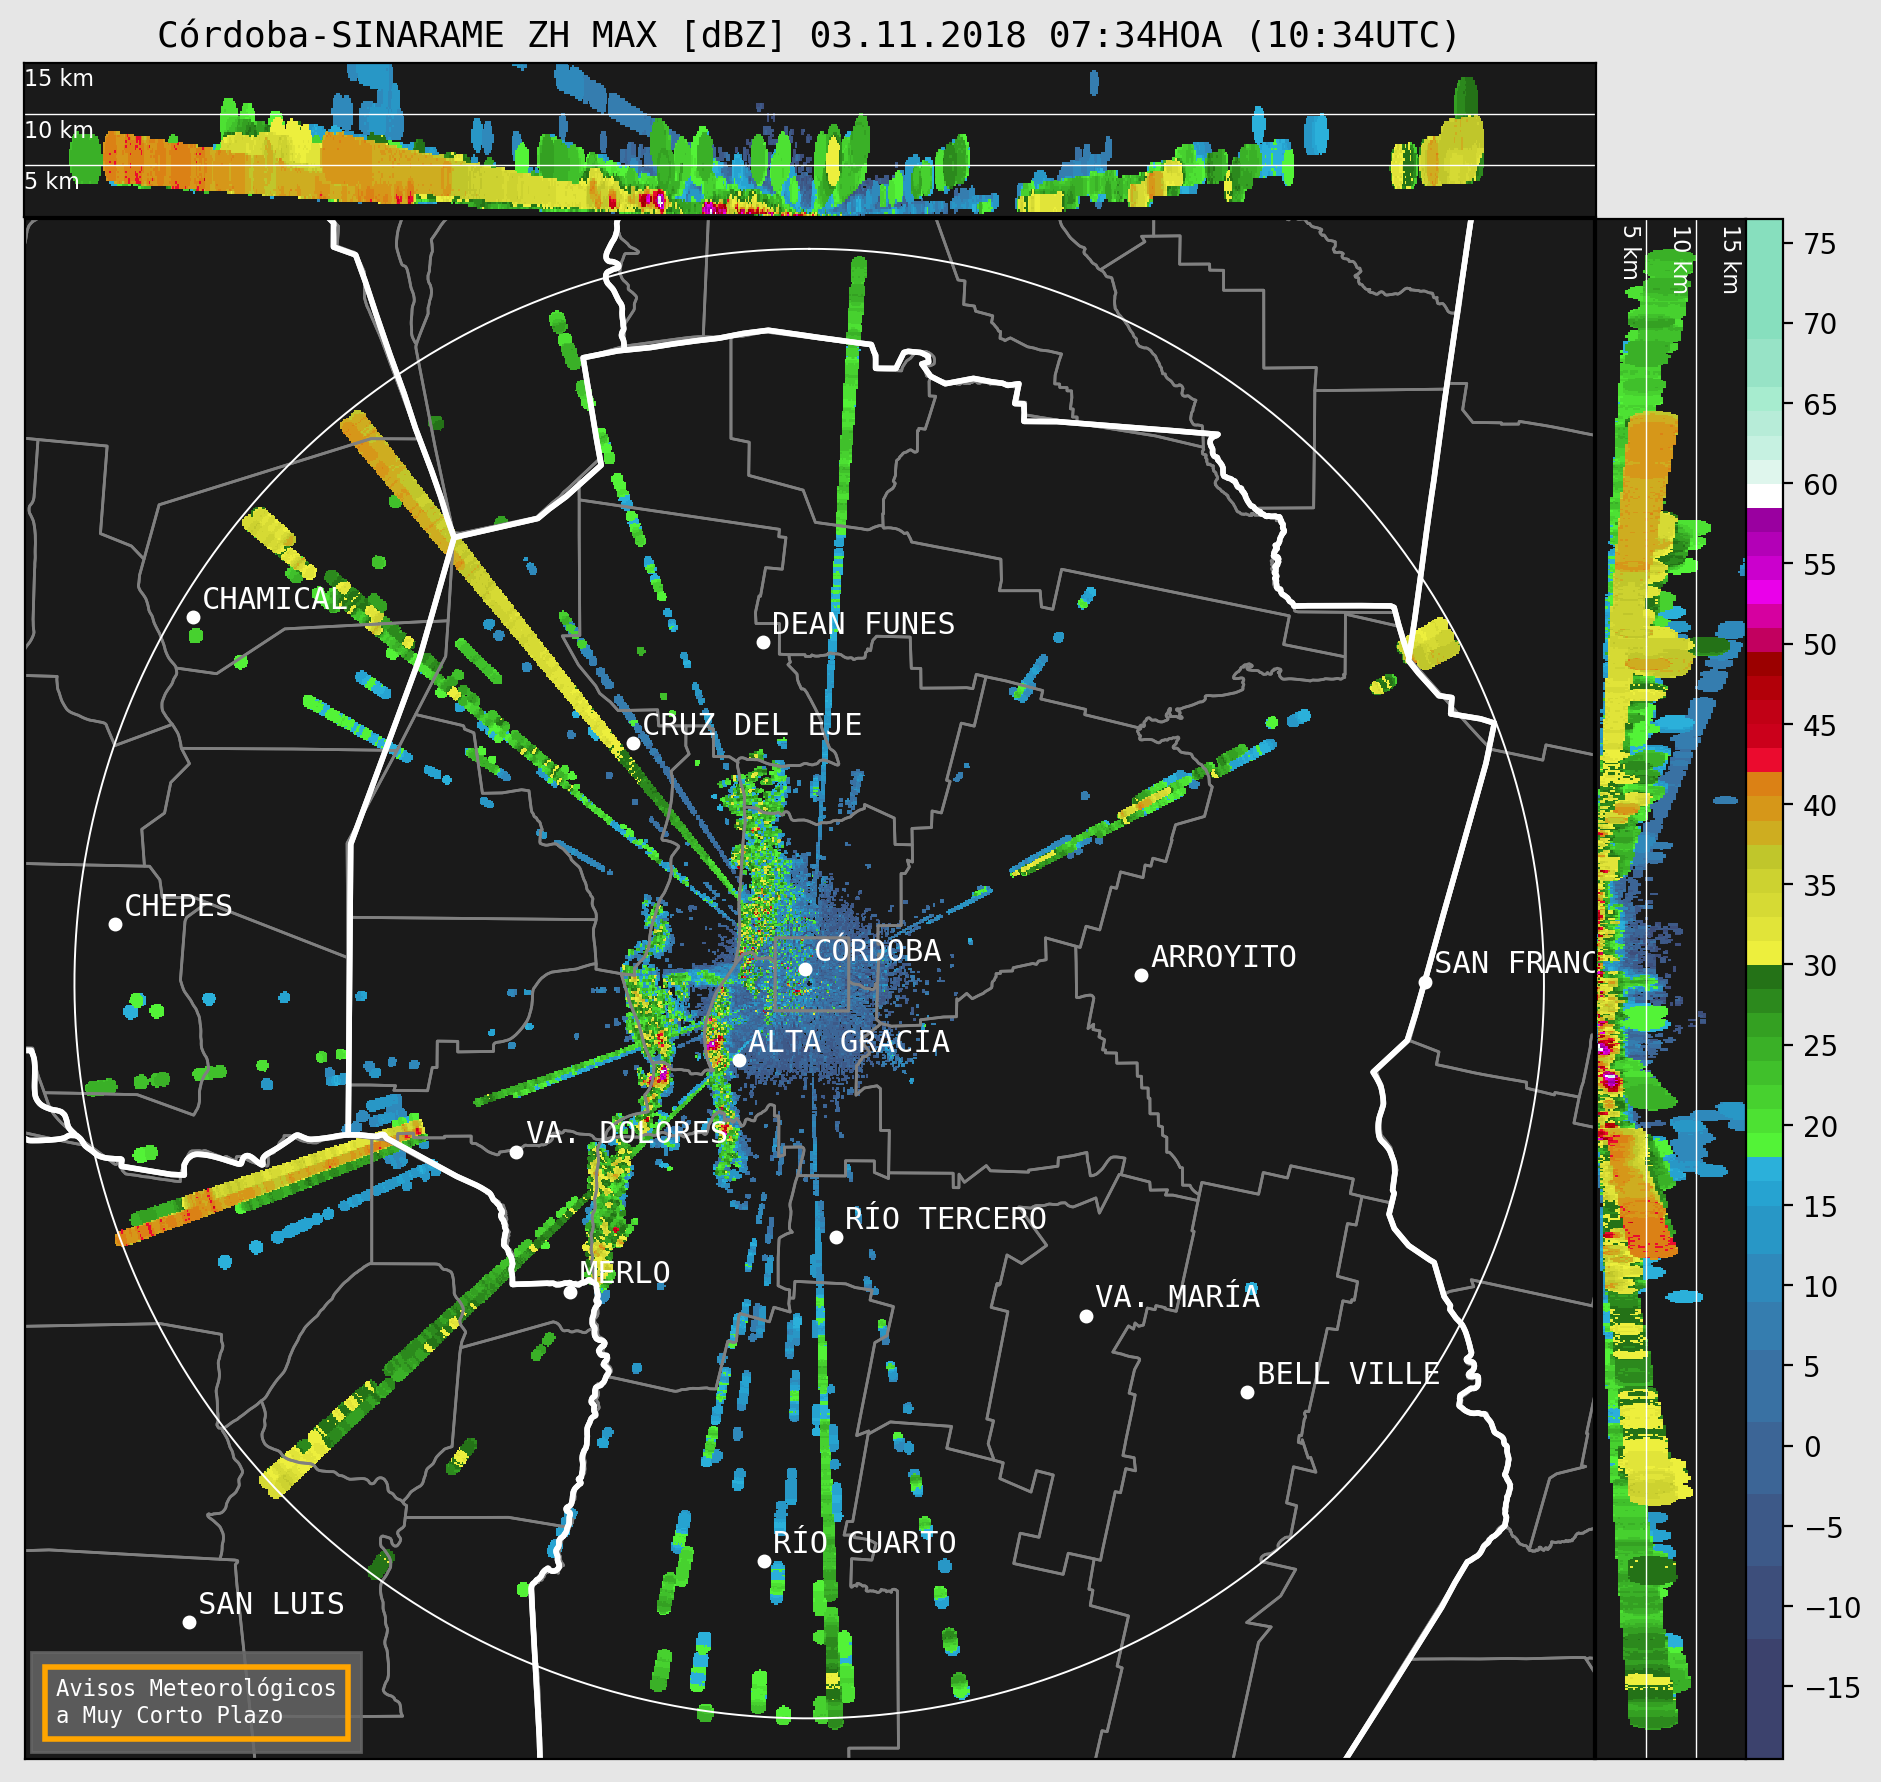 Córdoba-SINARAME ZH MAX [dBZ] 03.11.2018 07:34HOA (10:34UTC)
15 km
10 km
5 km
5 km
10 km
15 km
75
70
65
60
55
50
45
40
35
30
25
20
15
10
5
0
−5
−10
−15
CHAMICAL
DEAN FUNES
CRUZ DEL EJE
CHEPES
CÓRDOBA
ARROYITO
SAN FRANC
ALTA GRACIA
VA. DOLORES
RÍO TERCERO
MERLO
VA. MARÍA
BELL VILLE
RÍO CUARTO
SAN LUIS
Avisos Meteorológicos
a Muy Corto Plazo